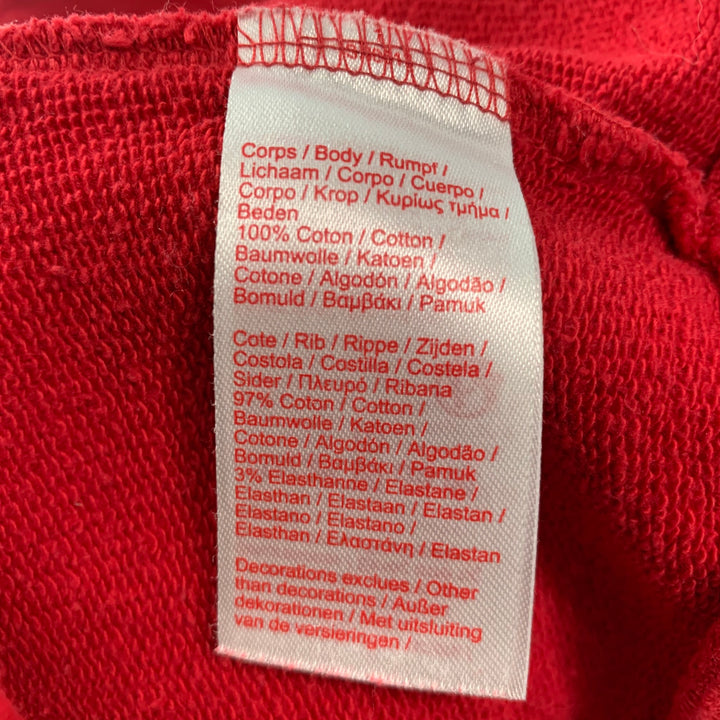 Corps / Body / Rumpf /
Lichaam / Corpo / Cuerpo /
Corpo / Krop / Κυρίως τμήμα /
Beden
100% Coton / Cotton /
Baumwolle / Katoen /
Cotone / Algodón / Algodão /
Bomuld / Βαμβάκι / Pamuk
Cote / Rib / Rippe / Zijden /
Costola / Costilla / Costela /
Sider / Πλευρό / Ribana
97% Coton / Cotton /
Baumwolle / Katoen /
Cotone / Algodón / Algodão /
Bomuld / Βαμβάκι / Pamuk
3% Elasthanne / Elastane /
Elasthan / Elastaan / Elastan /
Elastano / Elastano /
Elasthan / Ελαστάνη / Elastan
Decorations exclues / Other
than decorations / Außer
dekorationen / Met uitsluiting
van de versieringen /